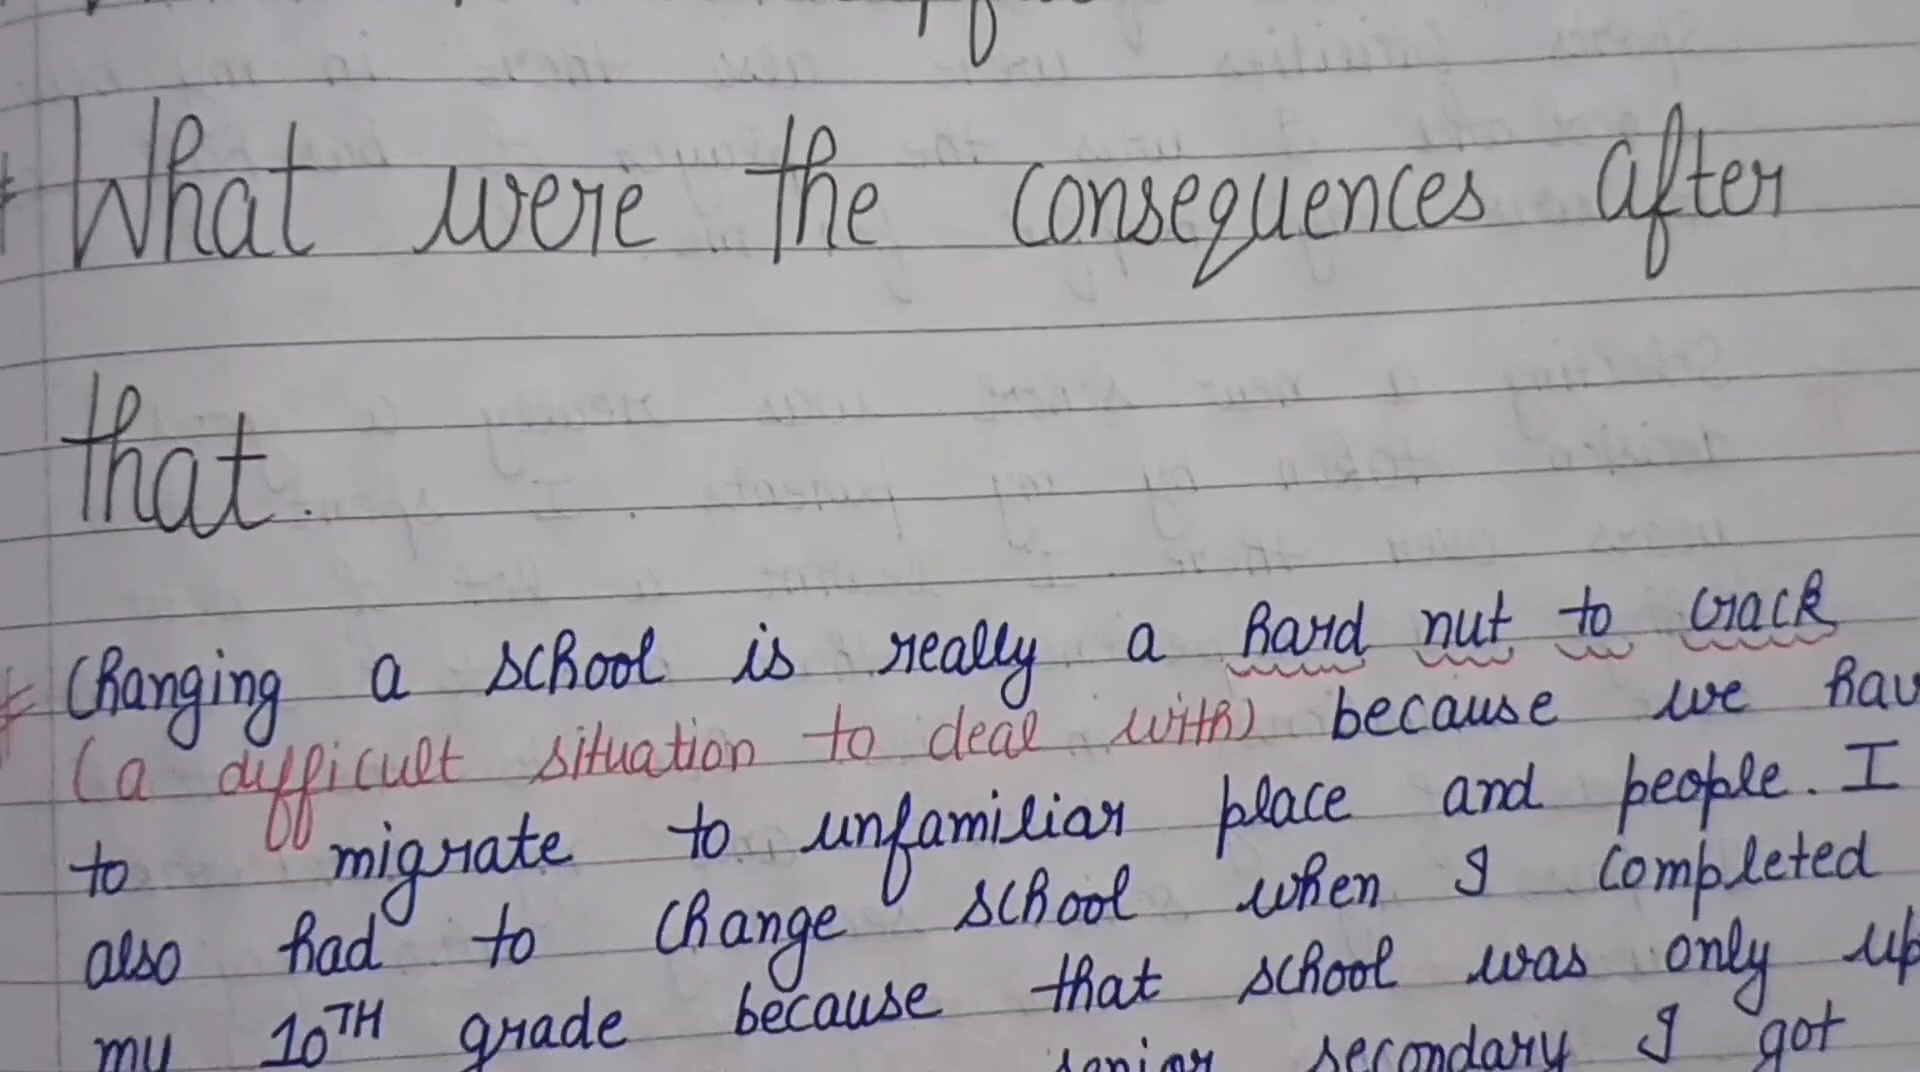 What were the consequences after
that.
Changing a school is really a hard nut to crack
(a difficult situation to deal with) because we hav
to migrate to unfamiliar place and people. I
also had to change school when I completed
my 10TH grade because that school was only up
senior secondary I got